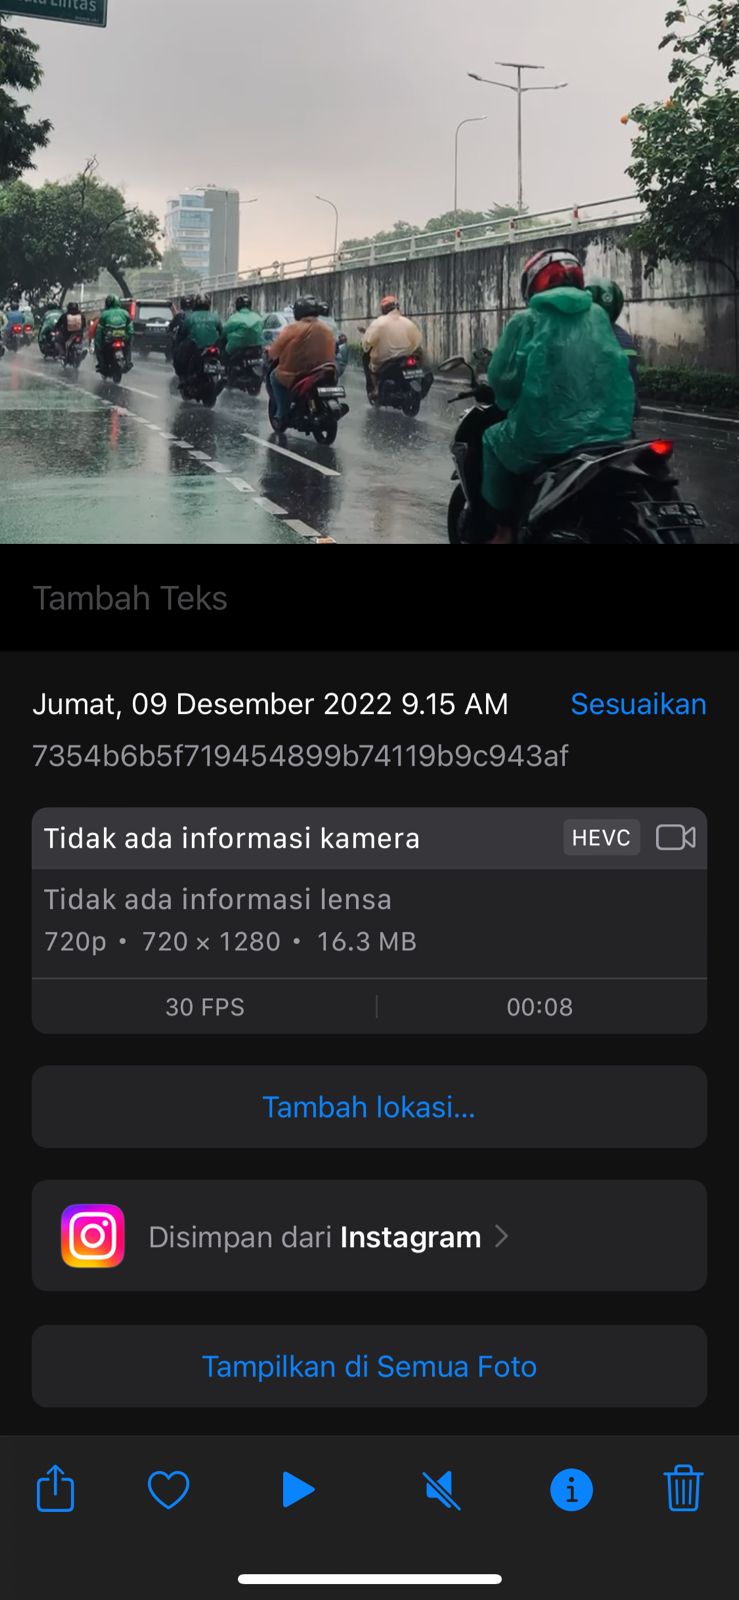 Lintas
Tambah Teks
Jumat, 09 Desember 2022 9.15 AM
Sesuaikan
7354b6b5f719454899b74119b9c943af
Tidak ada informasi kamera
HEVC
Tidak ada informasi lensa
720p • 720 × 1280 • 16.3 MB
30 FPS
00:08
Tambah lokasi...
Disimpan dari Instagram
Tampilkan di Semua Foto